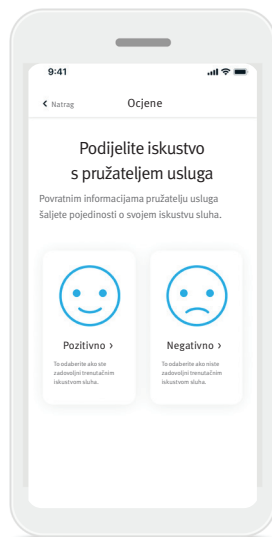 9:41
Natrag
Ocjene
Podijelite iskustvo
s pružateljem usluga
Povratnim informacijama pružatelju usluga
šaljete pojedinosti o svojem iskustvu sluha.
Pozitivno ›
To odaberite ako ste
zadovoljni trenutačnim
iskustvom sluha.
Negativno ›
To odaberite ako niste
zadovoljni trenutačnim
iskustvom sluha.